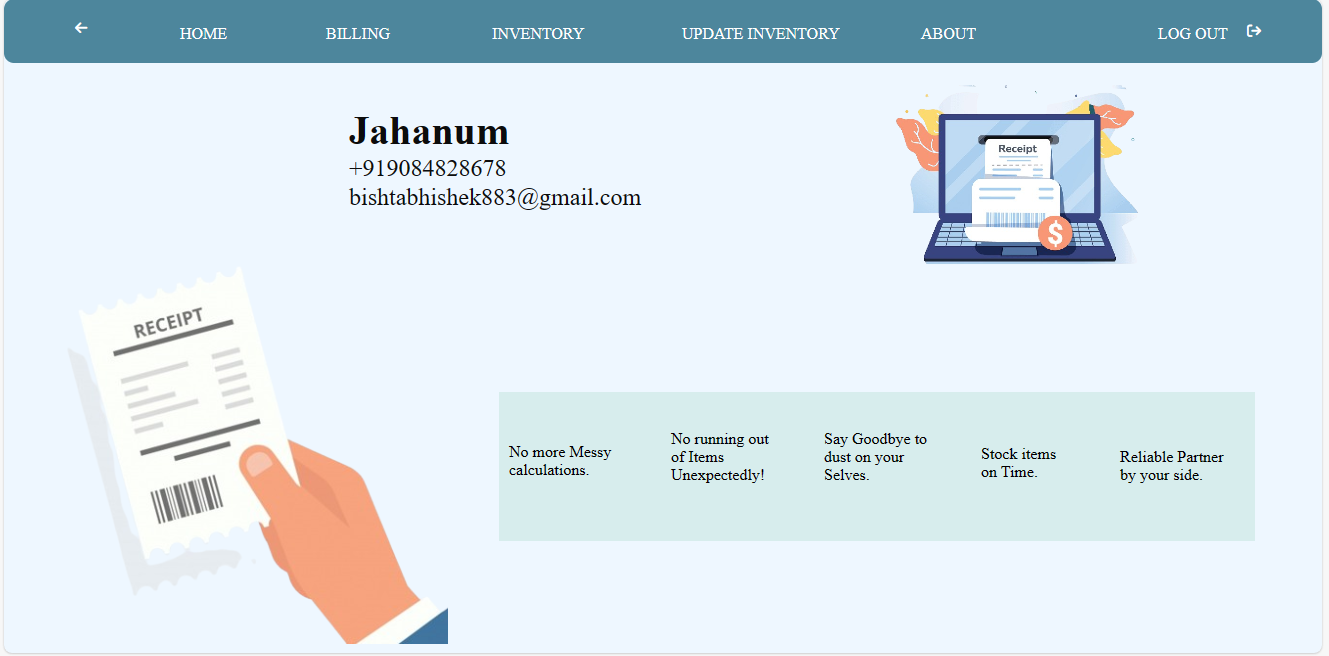 HOME BILLING INVENTORY UPDATE INVENTORY ABOUT LOG OUT
Jahanum
+919084828678
bishtabhishek883@gmail.com
Receipt
$
RECEIPT
No more Messy
calculations.
No running out
of Items
Unexpectedly!
Say Goodbye to
dust on your
Selves.
Stock items
on Time.
Reliable Partner
by your side.